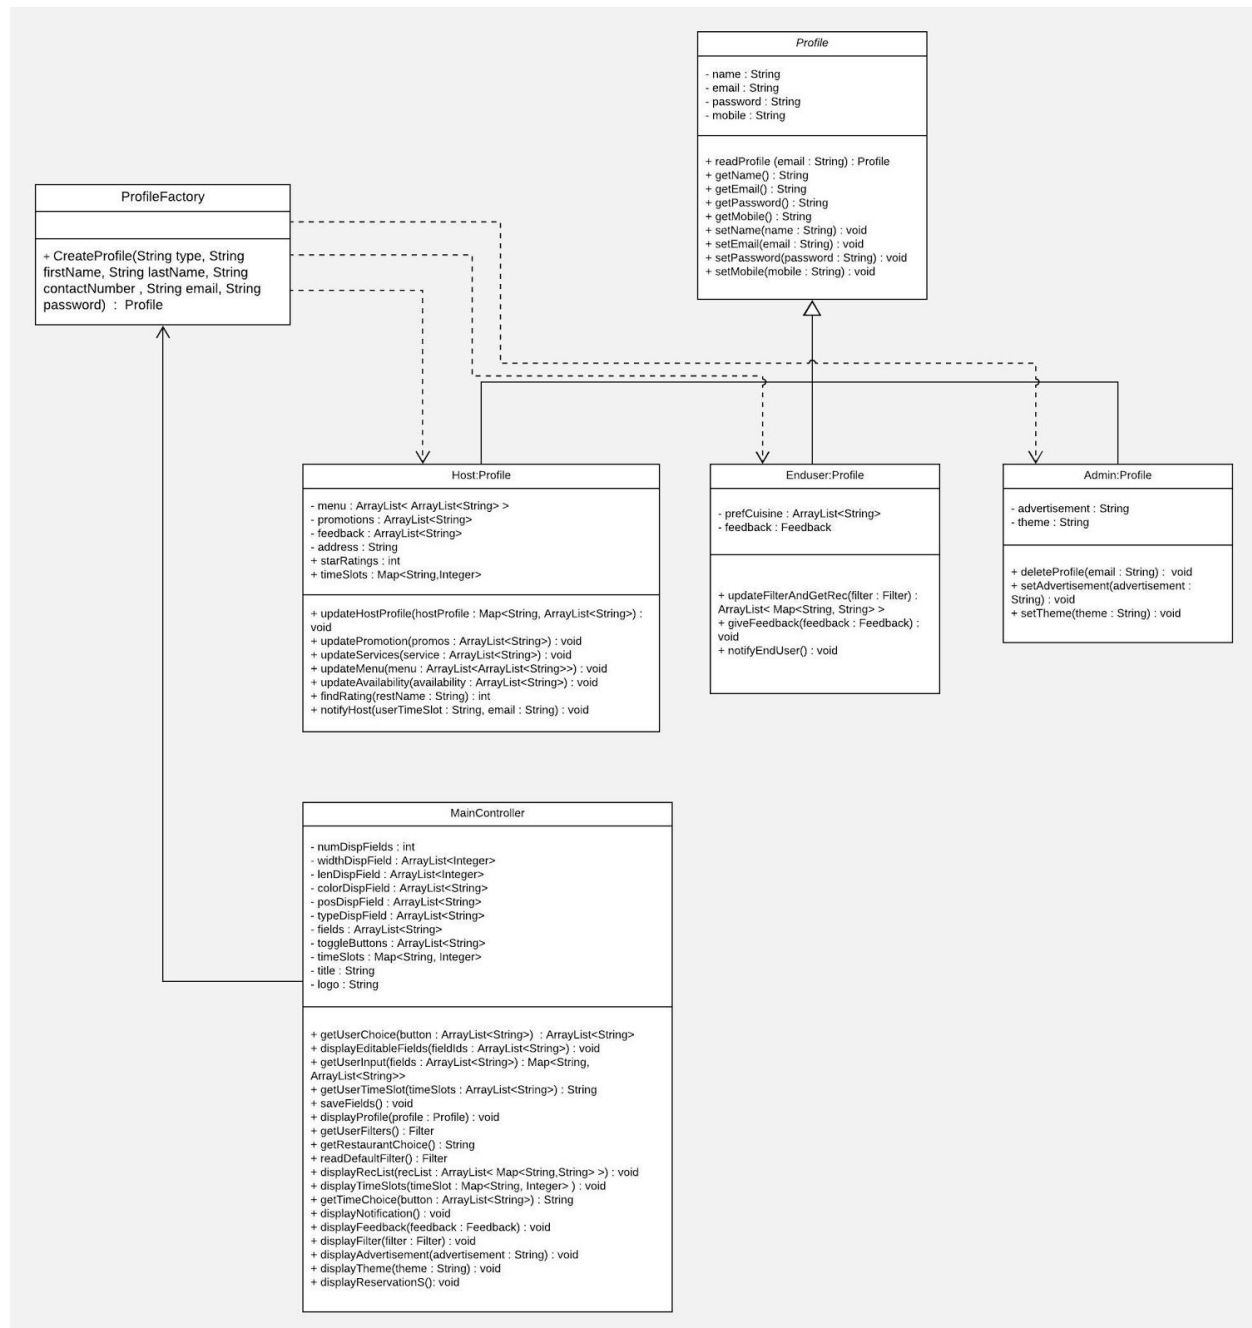 Profile
- name : String
- email : String
- password : String
- mobile : String
+ readProfile (email : String) : Profile
+ getName() : String
+ getEmail() : String
+ getPassword() : String
+ getMobile() : String
+ setName(name : String) : void
+ setEmail(email : String) : void
+ setPassword(password : String) : void
+ setMobile(mobile : String) : void
ProfileFactory
+ CreateProfile(String type, String
firstName, String lastName, String
contactNumber , String email, String
password) : Profile
Host:Profile
- menu : ArrayList< ArrayList<String> >
- promotions : ArrayList<String>
- feedback : ArrayList<String>
- address : String
+ starRatings : int
+ timeSlots : Map<String,Integer>
+ updateHostProfile(hostProfile : Map<String, ArrayList<String>) :
void
+ updatePromotion(promos : ArrayList<String>) : void
+ updateServices(service : ArrayList<String>) : void
+ updateMenu(menu : ArrayList<ArrayList<String>>) : void
+ updateAvailability(availability : ArrayList<String>) : void
+ findRating(restName : String) : int
+ notifyHost(userTimeSlot : String, email : String) : void
Enduser:Profile
- prefCuisine : ArrayList<String>
- feedback : Feedback
+ updateFilterAndGetRec(filter : Filter) :
ArrayList< Map<String, String> >
+ giveFeedback(feedback : Feedback) :
void
+ notifyEndUser() : void
Admin:Profile
- advertisement : String
- theme : String
+ deleteProfile(email : String) : void
+ setAdvertisement(advertisement :
String) : void
+ setTheme(theme : String) : void
MainController
- numDispFields : int
- widthDispField : ArrayList<Integer>
- lenDispField : ArrayList<Integer>
- colorDispField : ArrayList<String>
- posDispField : ArrayList<String>
- typeDispField : ArrayList<String>
- fields : ArrayList<String>
- toggleButtons : ArrayList<String>
- timeSlots : Map<String, Integer>
- title : String
- logo : String
+ getUserChoice(button : ArrayList<String>) : ArrayList<String>
+ displayEditableFields(fieldIds : ArrayList<String>) : void
+ getUserInput(fields : ArrayList<String>) : Map<String,
ArrayList<String>>
+ getUserTimeSlot(timeSlots : ArrayList<String>) : String
+ saveFields() : void
+ displayProfile(profile : Profile) : void
+ getUserFilters() : Filter
+ getRestaurantChoice() : String
+ readDefaultFilter() : Filter
+ displayRecList(recList : ArrayList< Map<String,String> >) : void
+ displayTimeSlots(timeSlot : Map<String, Integer> ) : void
+ getTimeChoice(button : ArrayList<String>) : String
+ displayNotification() : void
+ displayFeedback(feedback : Feedback) : void
+ displayFilter(filter : Filter) : void
+ displayAdvertisement(advertisement : String) : void
+ displayTheme(theme : String) : void
+ displayReservationS(): void